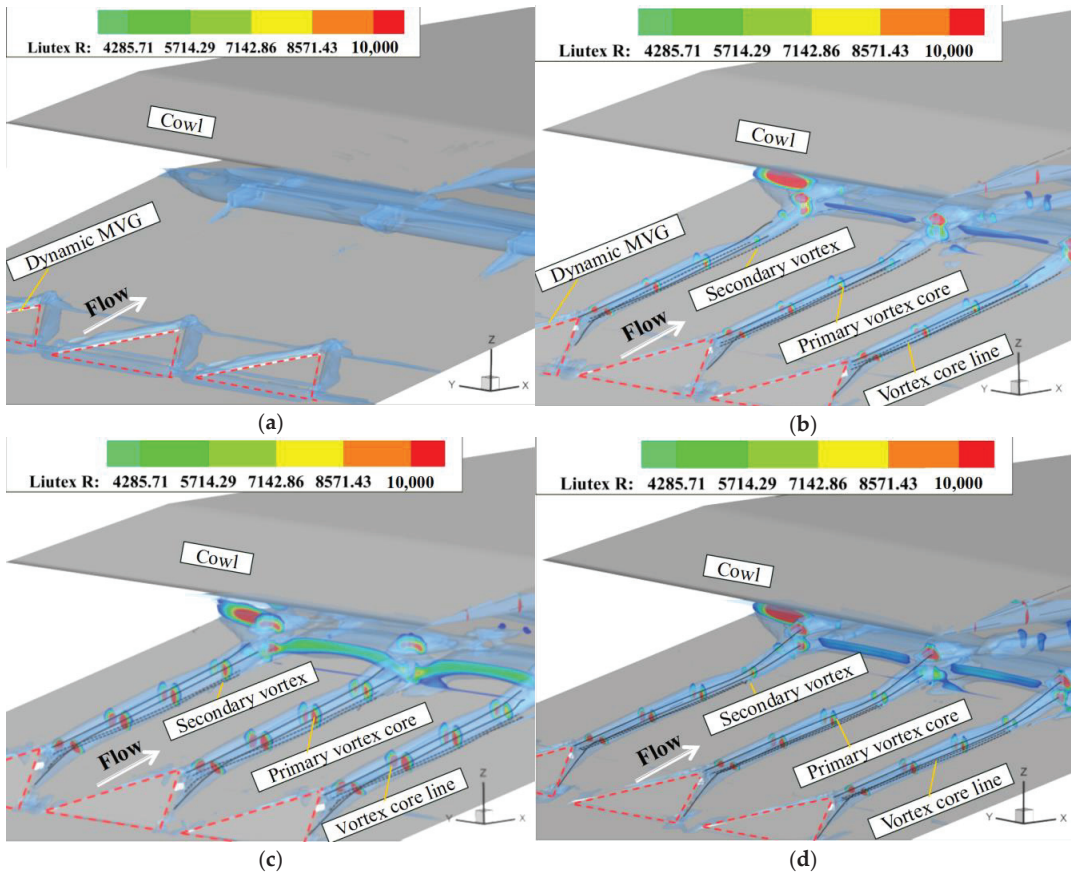 Liutex R: 4285.71 5714.29 7142.86 8571.43 10,000
Cowl
Dynamic MVG
Flow
Z
Y X
(a)
Liutex R: 4285.71 5714.29 7142.86 8571.43 10,000
Cowl
Dynamic MVG
Secondary vortex
Flow
Primary vortex core
Vortex core line
Z
Y X
(b)
Liutex R: 4285.71 5714.29 7142.86 8571.43 10,000
Cowl
Secondary vortex
Flow
Primary vortex core
Vortex core line
Z
Y X
(c)
Liutex R: 4285.71 5714.29 7142.86 8571.43 10,000
Cowl
Secondary vortex
Flow
Primary vortex core
Vortex core line
Z
Y X
(d)